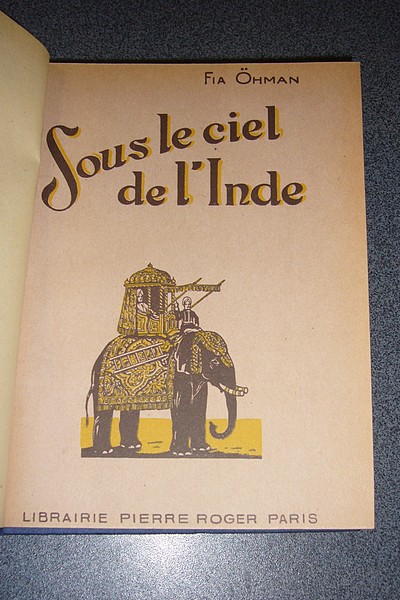 Fia Öhman
Sous le ciel
de l'Inde
LIBRAIRIE PIERRE ROGER PARIS